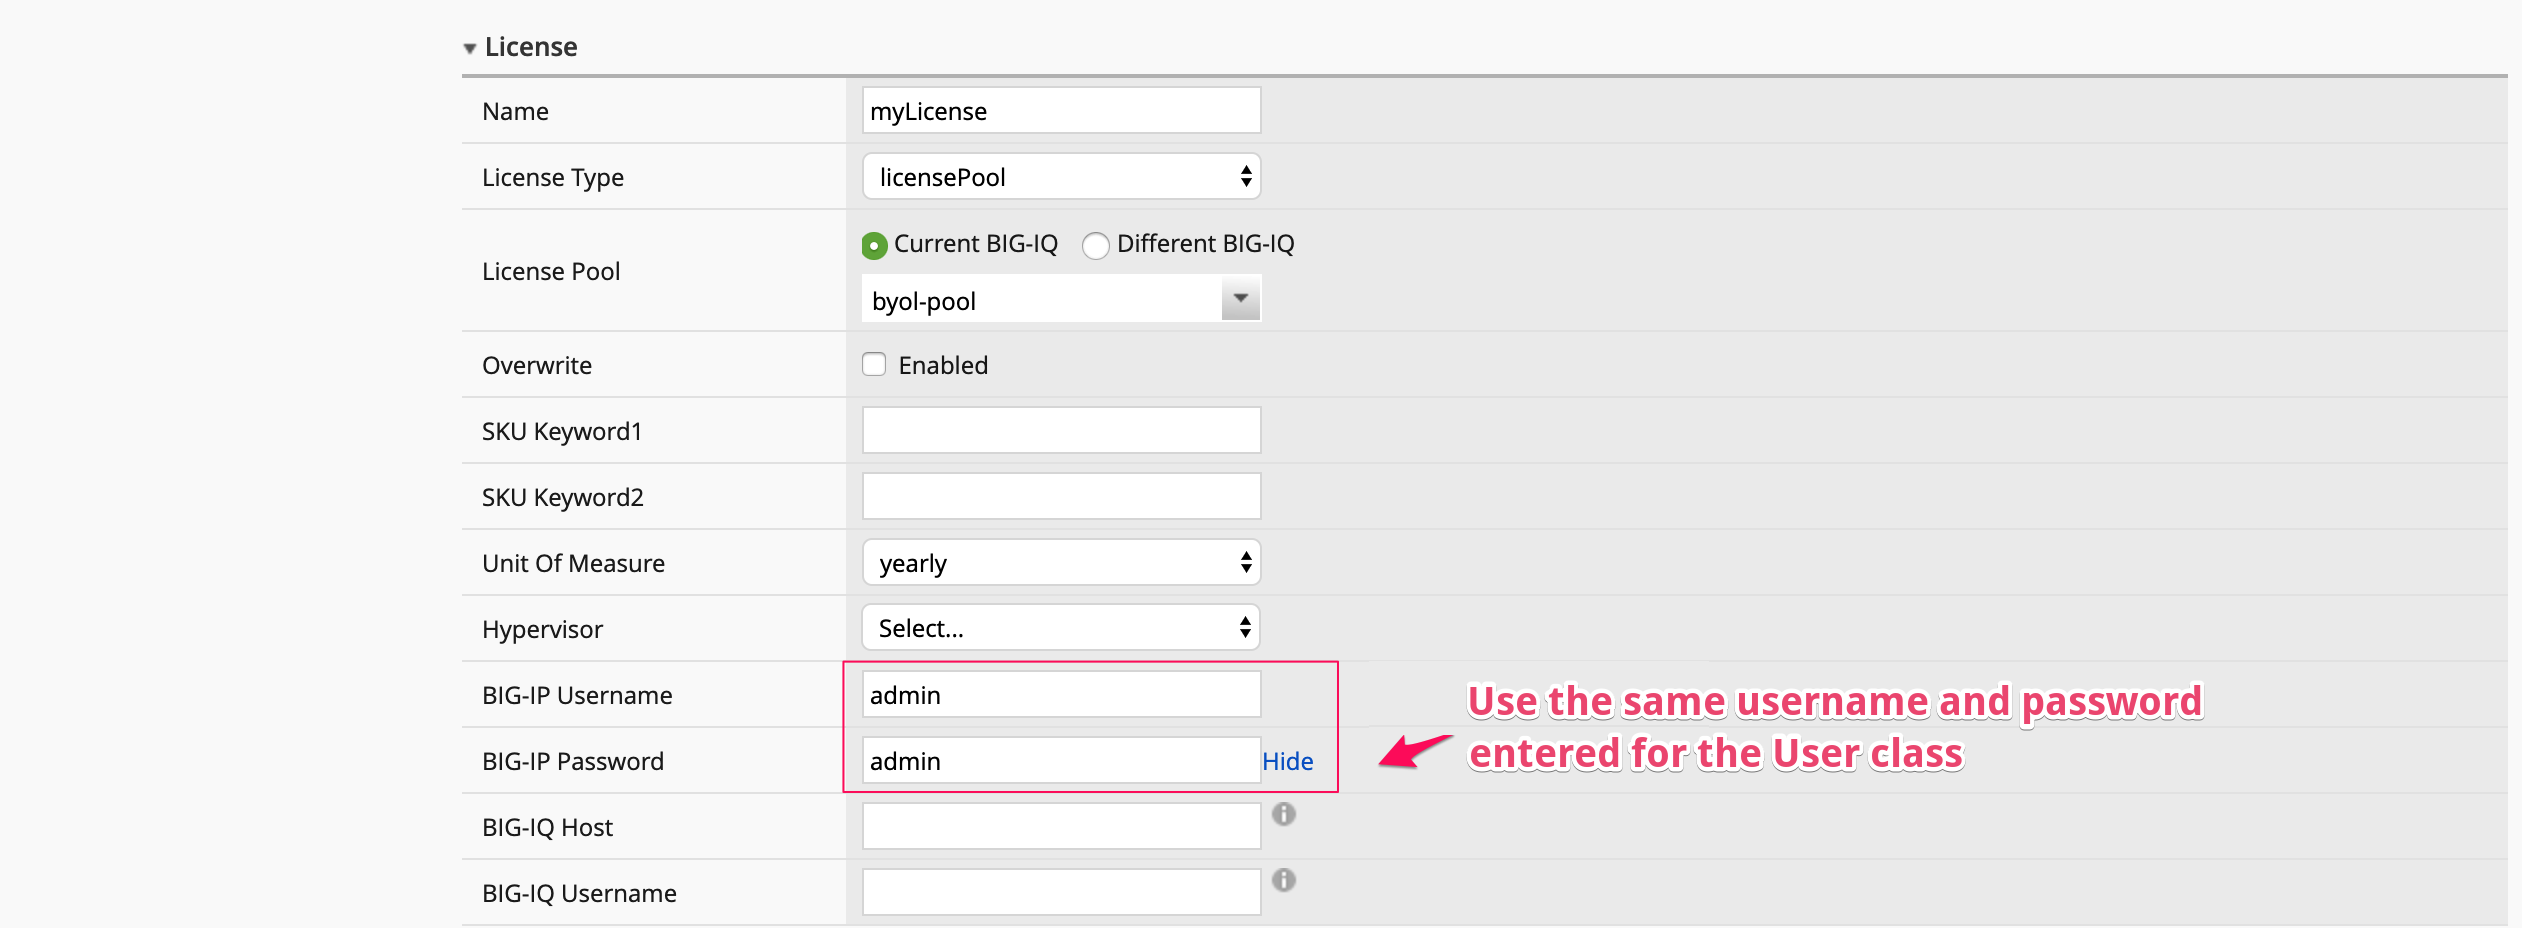 License
Name
myLicense
License Type
licensePool
License Pool
Current BIG-IQ
Different BIG-IQ
byol-pool
Overwrite
Enabled
SKU Keyword1
SKU Keyword2
Unit Of Measure
yearly
Hypervisor
Select...
BIG-IP Username
admin
BIG-IP Password
admin
Hide
Use the same username and password
entered for the User class
BIG-IQ Host
BIG-IQ Username